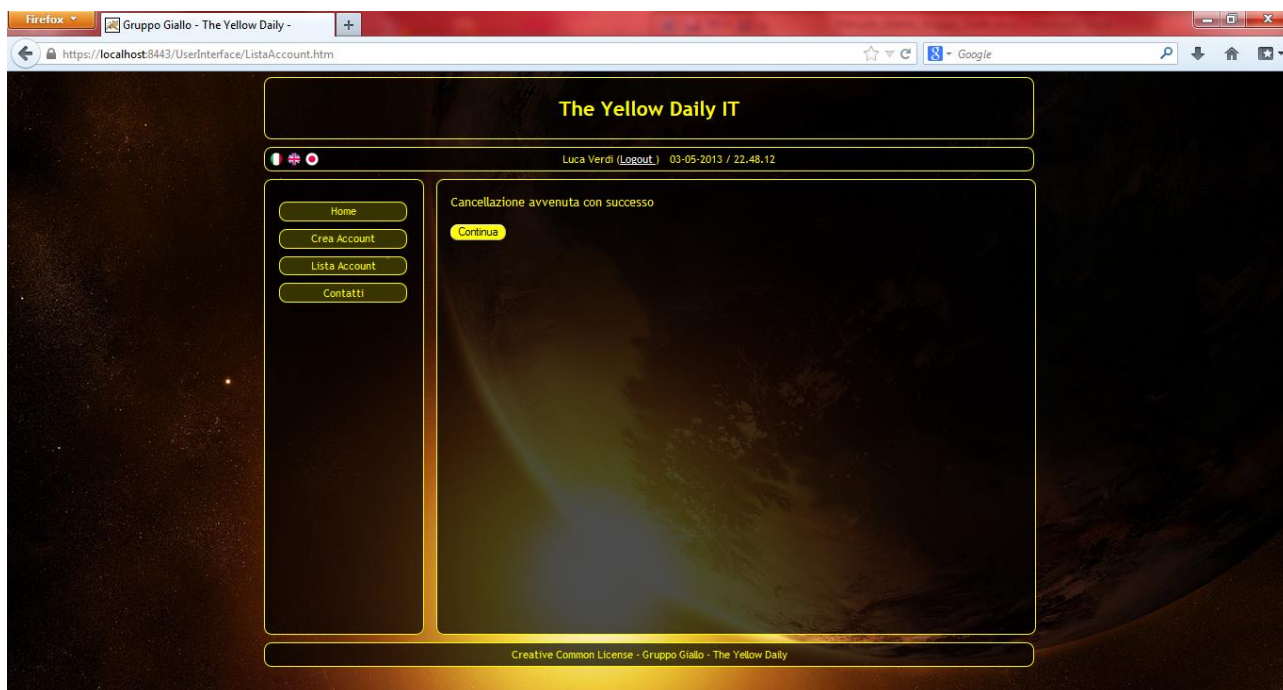 Firefox
Gruppo Giallo - The Yellow Daily -
https://localhost:8443/UserInterface/ListaAccount.htm
Google
The Yellow Daily IT
Luca Verdi (Logout ) 03-05-2013 / 22.48.12
Home
Crea Account
Lista Account
Contatti
Cancellazione avvenuta con successo
Continua
Creative Common License - Gruppo Giallo - The Yellow Daily